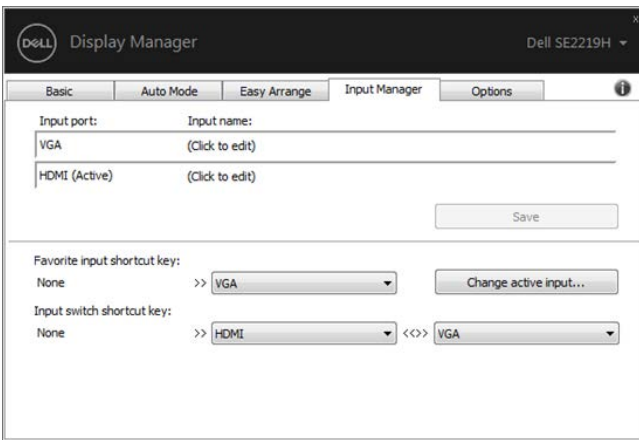 DELL Display Manager Dell SE2219H
x
Basic Auto Mode Easy Arrange Input Manager Options i
Input port: Input name:
VGA (Click to edit)
HDMI (Active) (Click to edit)
Save
Favorite input shortcut key:
None >> VGA Change active input...
Input switch shortcut key:
None >> HDMI <<>> VGA